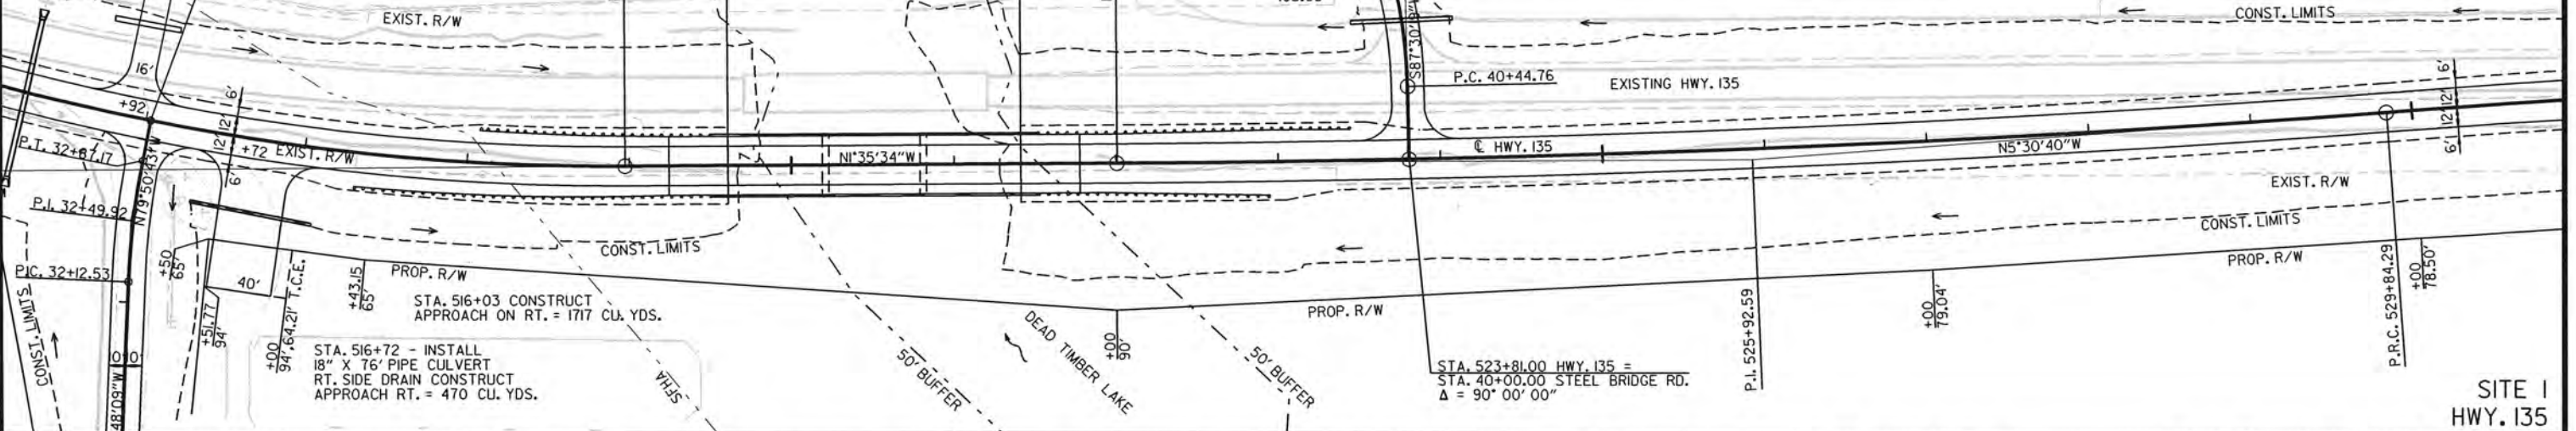 EXIST. R/W
CONST. LIMITS
16'
+92
12' 12' 6'
6'
+72 EXIST. R/W
P.T. 32+67.17
P.I. 32+49.92
N79°50'43"W
P.C. 32+12.53
CONST. LIMITS
48'09"W
+50
65'
40'
+51.77
94'
+00
94', 64.21' T.C.E.
+43.15
65'
PROP. R/W
STA. 516+03 CONSTRUCT
APPROACH ON RT. = 1717 CU. YDS.
STA. 516+72 - INSTALL
18" X 76' PIPE CULVERT
RT. SIDE DRAIN CONSTRUCT
APPROACH RT. = 470 CU. YDS.
CONST. LIMITS
SFHA
50' BUFFER
N1°35'34"W
DEAD TIMBER LAKE
+00
90'
50' BUFFER
S87°30'
P.C. 40+44.76
EXISTING HWY. 135
℄ HWY. 135
N5°30'40"W
PROP. R/W
STA. 523+81.00 HWY. 135 =
STA. 40+00.00 STEEL BRIDGE RD.
Δ = 90° 00' 00"
P.I. 525+92.59
+00
79.04'
6' 12' 12' 6'
EXIST. R/W
CONST. LIMITS
PROP. R/W
P.R.C. 529+84.29
+00
78.50'
SITE 1
HWY. 135